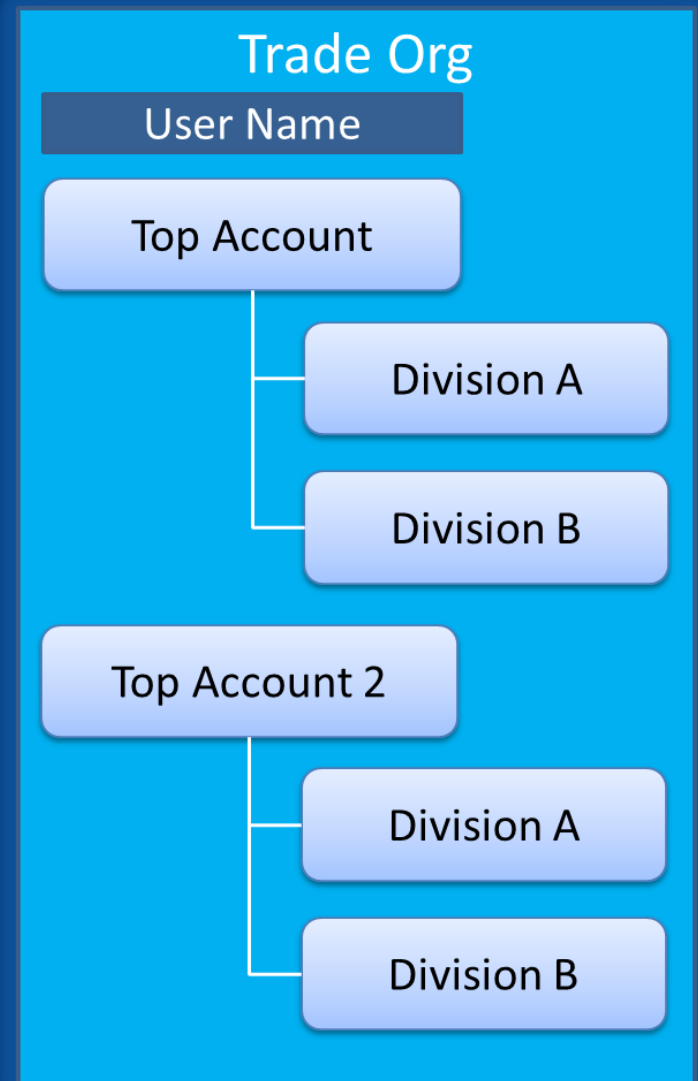 Trade Org
User Name
Top Account
Division A
Division B
Top Account 2
Division A
Division B